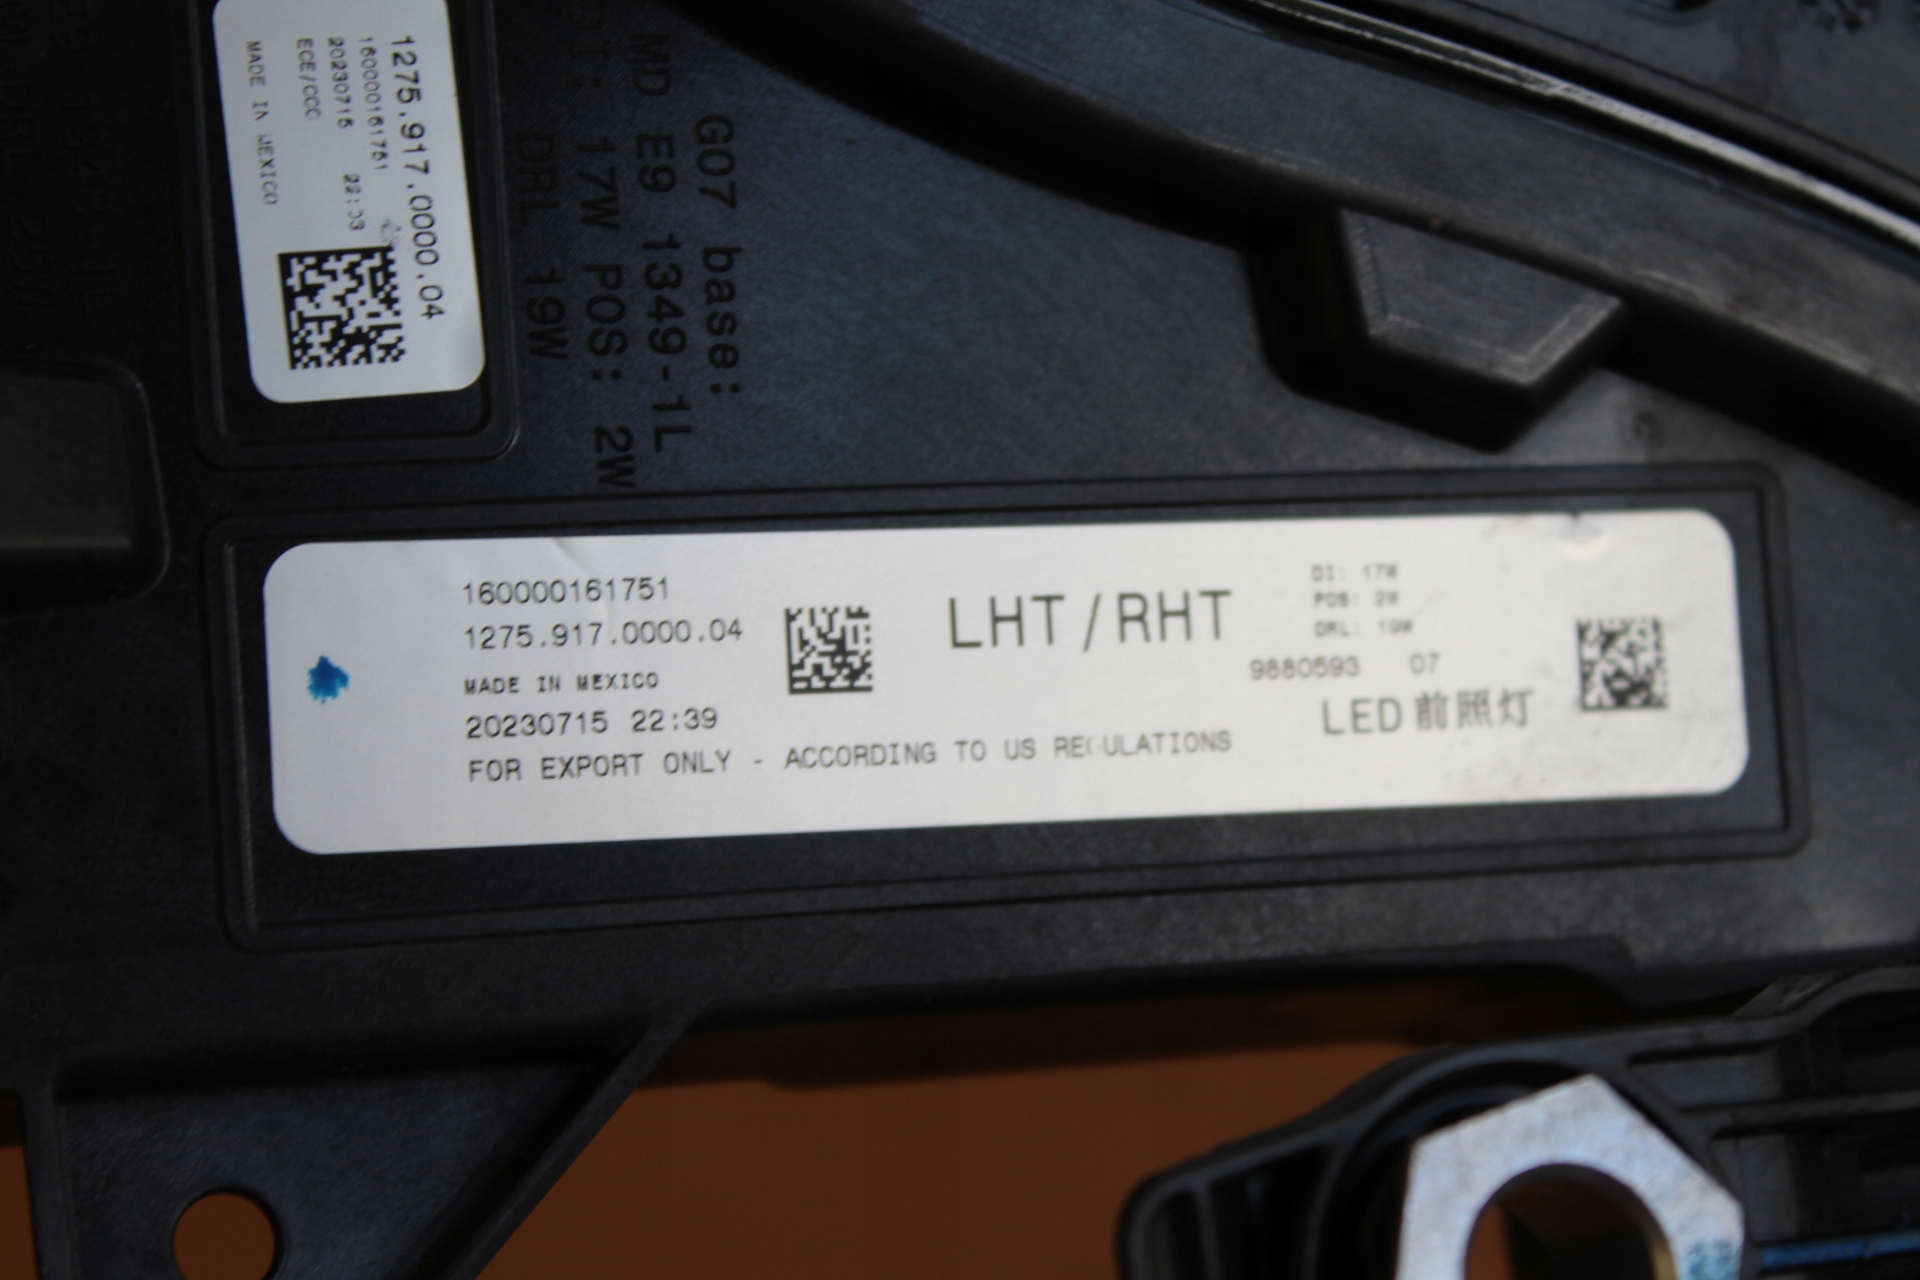 1275.917.0000.04
160000161751
20230715 22:03
ECE/CCC
MADE IN MEXICO
G07 base:
MD E9 1349-1L
17W POS: 2W
DRL 19W
160000161751
1275.917.0000.04
MADE IN MEXICO
20230715 22:39
FOR EXPORT ONLY - ACCORDING TO US REGULATIONS
LHT/RHT
DI: 17W
POS: 2W
DRL: 19W
9880593 07
LED前照灯